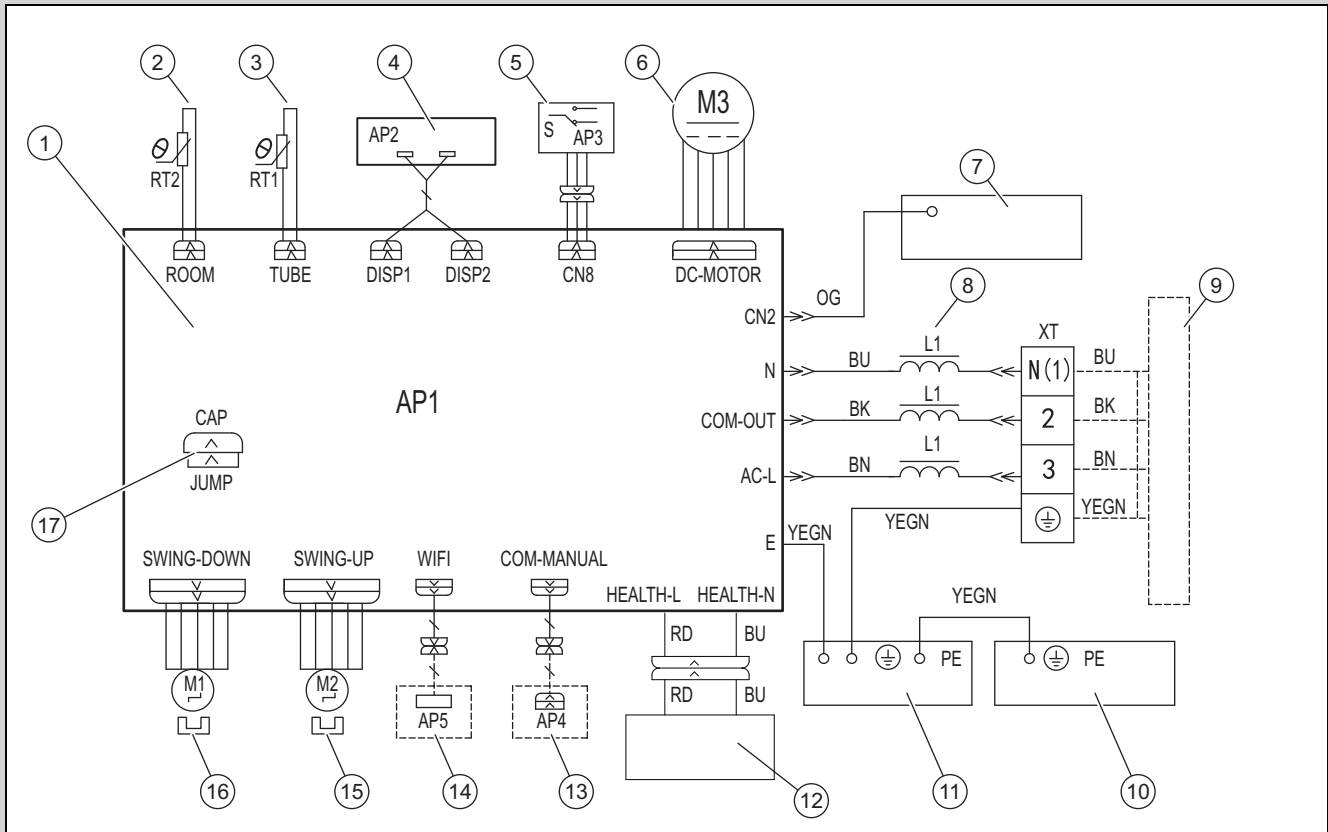 2
3
4
5
6
1
AP2
S AP3
M3
RT2
RT1
7
ROOM
TUBE
DISP1
DISP2
CN8
DC-MOTOR
OG
8
9
CN2
XT
L1
N
BU
N(1)
BU
L1
COM-OUT
BK
2
BK
AP1
CAP
L1
AC-L
BN
3
BN
JUMP
17
YEGN
YEGN
YEGN
E
SWING-DOWN
SWING-UP
WIFI
COM-MANUAL
HEALTH-L
HEALTH-N
YEGN
RD
BU
PE
PE
M1
M2
RD
BU
AP5
AP4
16
15
14
13
12
11
10